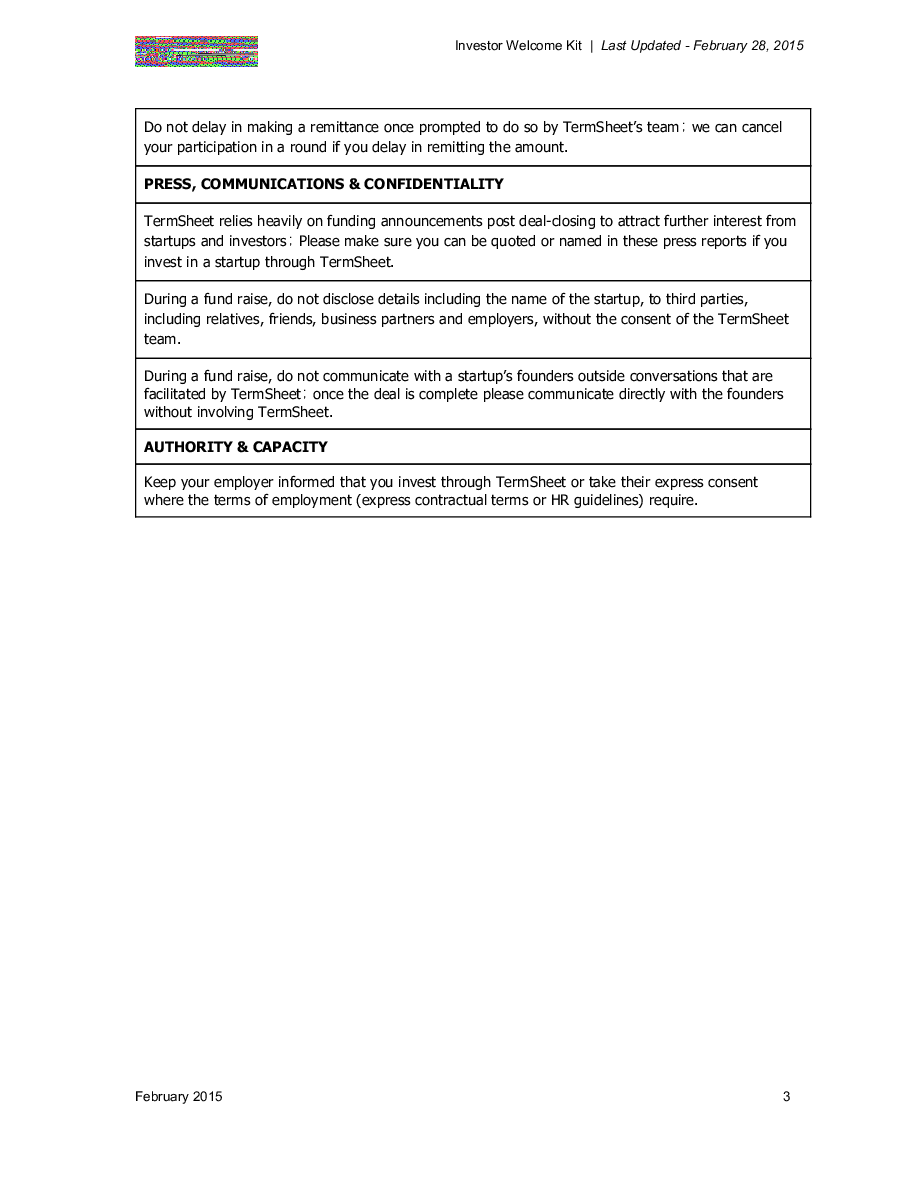 Investor Welcome Kit | Last Updated - February 28, 2015
Do not delay in making a remittance once prompted to do so by TermSheet’s team; we can cancel
your participation in a round if you delay in remitting the amount.
PRESS, COMMUNICATIONS & CONFIDENTIALITY
TermSheet relies heavily on funding announcements post deal-closing to attract further interest from
startups and investors; Please make sure you can be quoted or named in these press reports if you
invest in a startup through TermSheet.
During a fund raise, do not disclose details including the name of the startup, to third parties,
including relatives, friends, business partners and employers, without the consent of the TermSheet
team.
During a fund raise, do not communicate with a startup’s founders outside conversations that are
facilitated by TermSheet; once the deal is complete please communicate directly with the founders
without involving TermSheet.
AUTHORITY & CAPACITY
Keep your employer informed that you invest through TermSheet or take their express consent
where the terms of employment (express contractual terms or HR guidelines) require.
February 2015 3